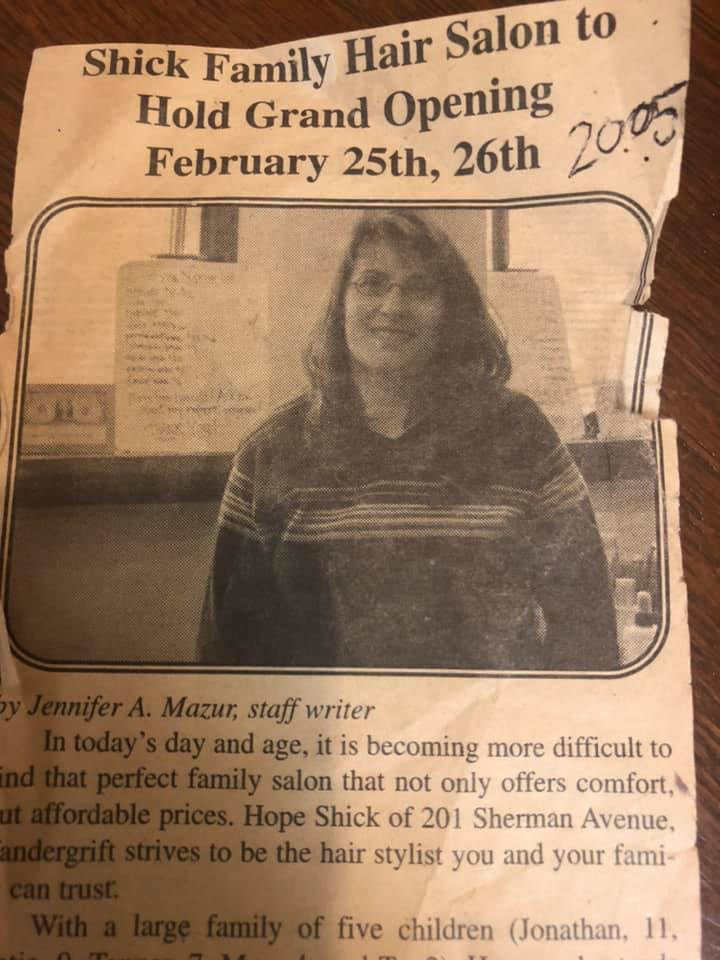 Shick Family Hair Salon to
Hold Grand Opening
February 25th, 26th
2005
by Jennifer A. Mazur, staff writer
In today's day and age, it is becoming more difficult to
ind that perfect family salon that not only offers comfort,
ut affordable prices. Hope Shick of 201 Sherman Avenue,
andergrift strives to be the hair stylist you and your fami-
can trust.
With a large family of five children (Jonathan, 11,